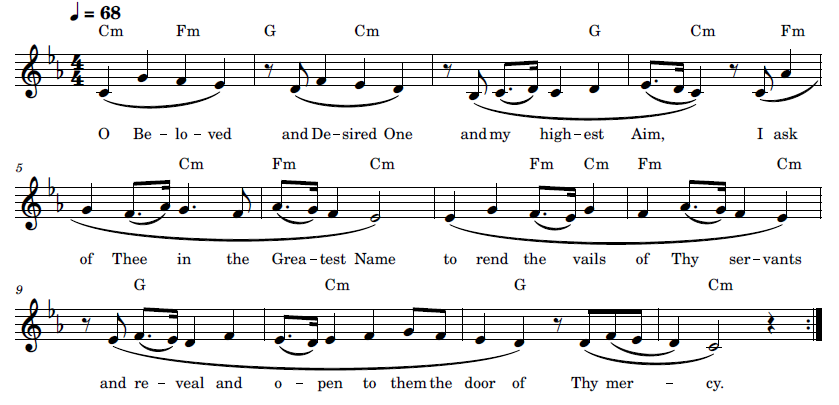 ♩ = 68
Cm Fm G Cm G Cm Fm
4/4
O Be – lo – ved and De – sired One and my high – est Aim, I ask
5 Cm Fm Cm Fm Cm Fm Cm
of Thee in the Grea – test Name to rend the vails of Thy ser – vants
9 G Cm G Cm
and re – veal and o – pen to them the door of Thy mer – cy.